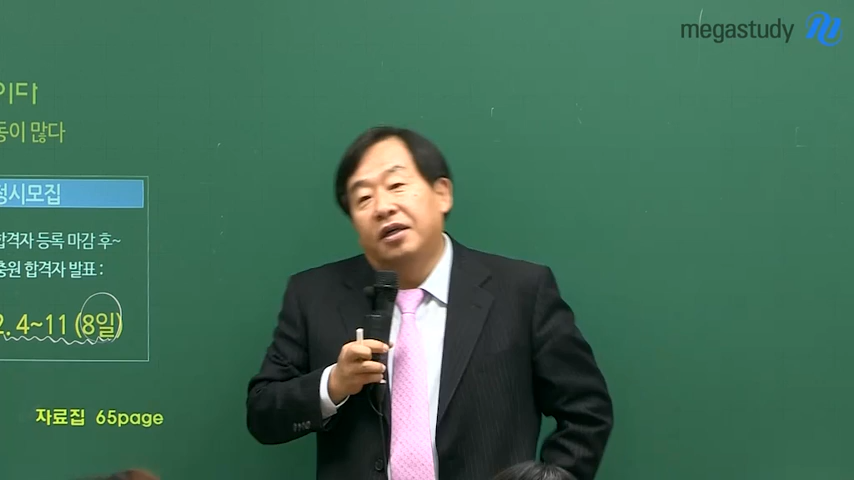 megastudy
이다
동이 많다
정시모집
합격자 등록 마감 후~
충원 합격자 발표 :
2. 4~11 (8일)
자료집 65page